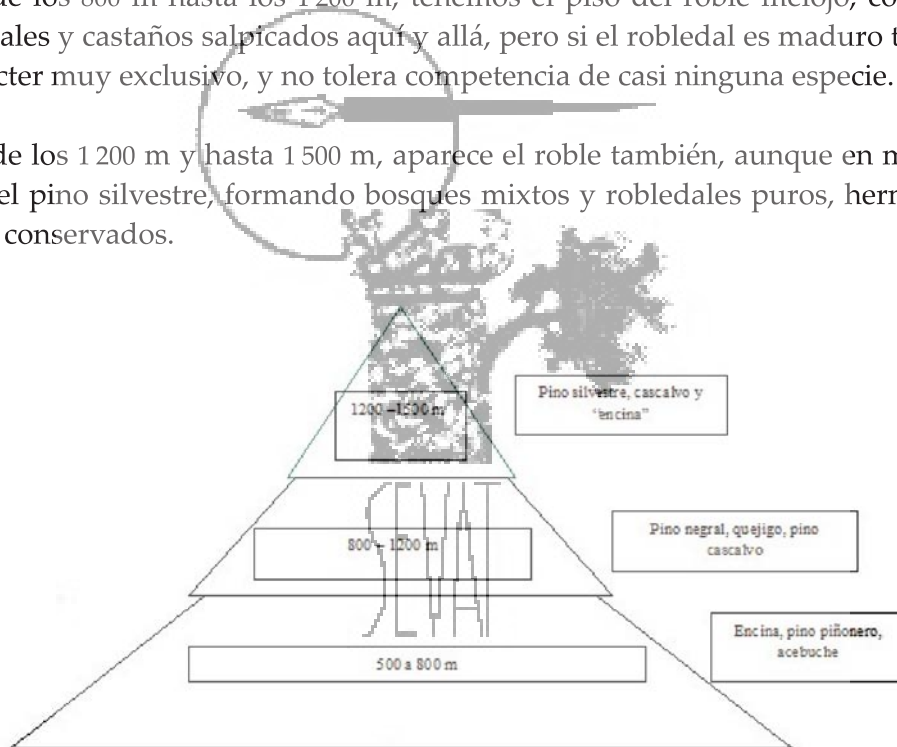 de los 800 m hasta los 1 200 m, tenemos el piso del roble melojo, co
ales y castaños salpicados aquí y allá, pero si el robledal es maduro t
cter muy exclusivo, y no tolera competencia de casi ninguna especie.
de los 1 200 m y hasta 1 500 m, aparece el roble también, aunque en m
el pino silvestre, formando bosques mixtos y robledales puros, herr
conservados.
1200 –1500 m
Pino silvestre, cascalvo y
“encina”
800 – 1200 m
Pino negral, quejigo, pino
cascalvo
Encina, pino piñonero,
acebuche
500 a 800 m
SEVAT